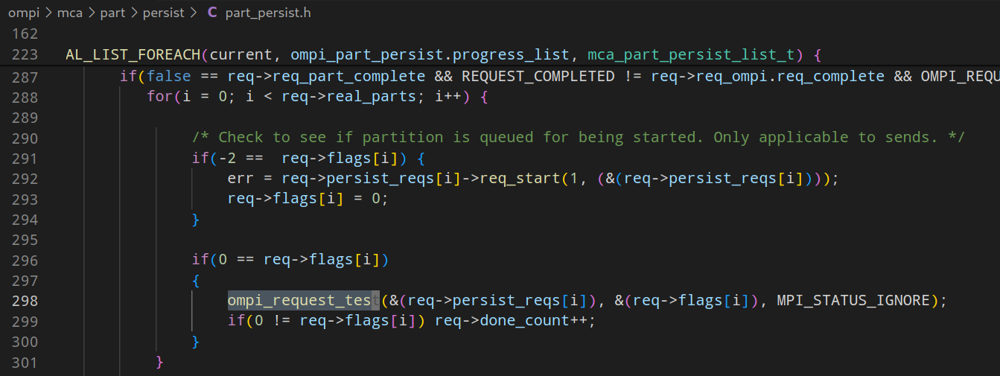 ompi > mca > part > persist > C part_persist.h
162
223 AL_LIST_FOREACH(current, ompi_part_persist.progress_list, mca_part_persist_list_t) {
287 if(false == req->req_part_complete && REQUEST_COMPLETED != req->req_ompi.req_complete && OMPI_REQU
288 for(i = 0; i < req->real_parts; i++) {
289
290 /* Check to see if partition is queued for being started. Only applicable to sends. */
291 if(-2 ==  req->flags[i]) {
292 err = req->persist_reqs[i]->req_start(1, (&(req->persist_reqs[i])));
293 req->flags[i] = 0;
294 }
295
296 if(0 == req->flags[i])
297 {
298 ompi_request_test(&(req->persist_reqs[i]), &(req->flags[i]), MPI_STATUS_IGNORE);
299 if(0 != req->flags[i]) req->done_count++;
300 }
301 }